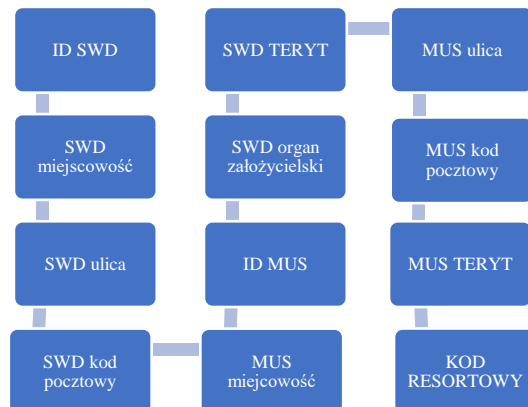 ID SWD
SWD
miejscowość
SWD ulica
SWD kod
pocztowy
MUS
miejcowość
ID MUS
SWD organ
założycielski
SWD TERYT
MUS ulica
MUS kod
pocztowy
MUS TERYT
KOD
RESORTOWY